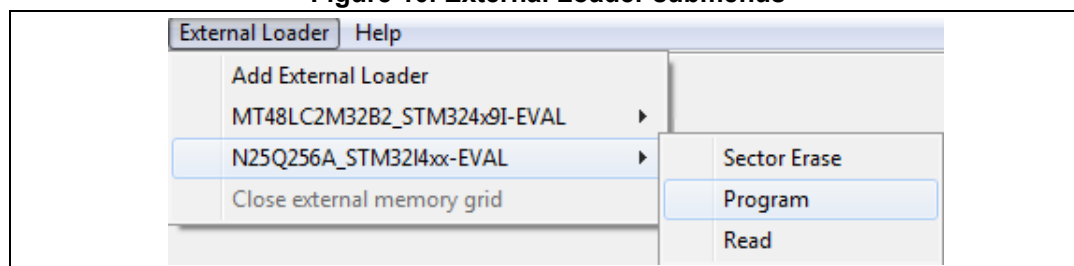 Figure 10. External Loader submenus
External Loader Help
Add External Loader
MT48LC2M32B2_STM324x9I-EVAL
N25Q256A_STM32l4xx-EVAL
Close external memory grid
Sector Erase
Program
Read